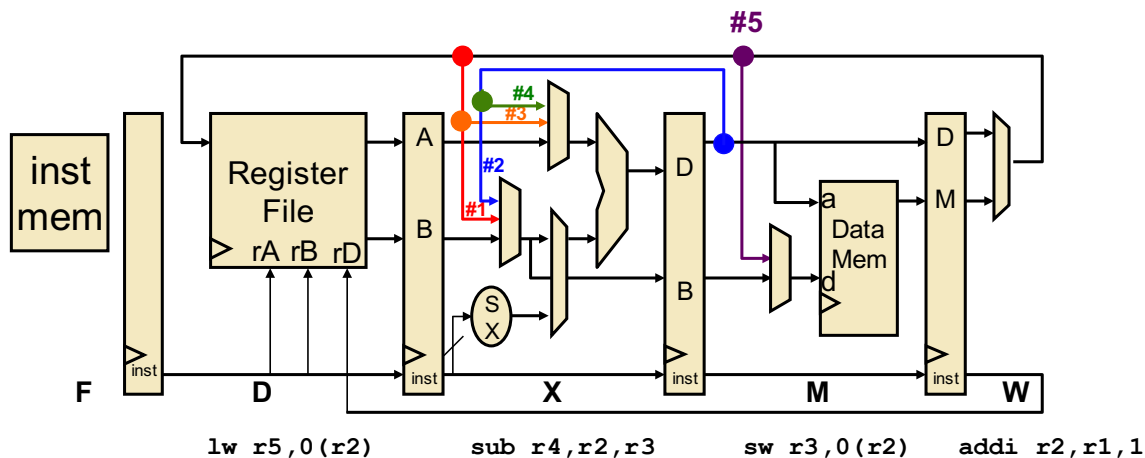 #5
#4
#3
#2
#1
inst
mem
Register
File
rA rB rD
A
B
S
X
D
B
a
Data
Mem
d
D
M
inst
inst
inst
inst
F
D
X
M
W
lw r5,0(r2)
sub r4,r2,r3
sw r3,0(r2)
addi r2,r1,1